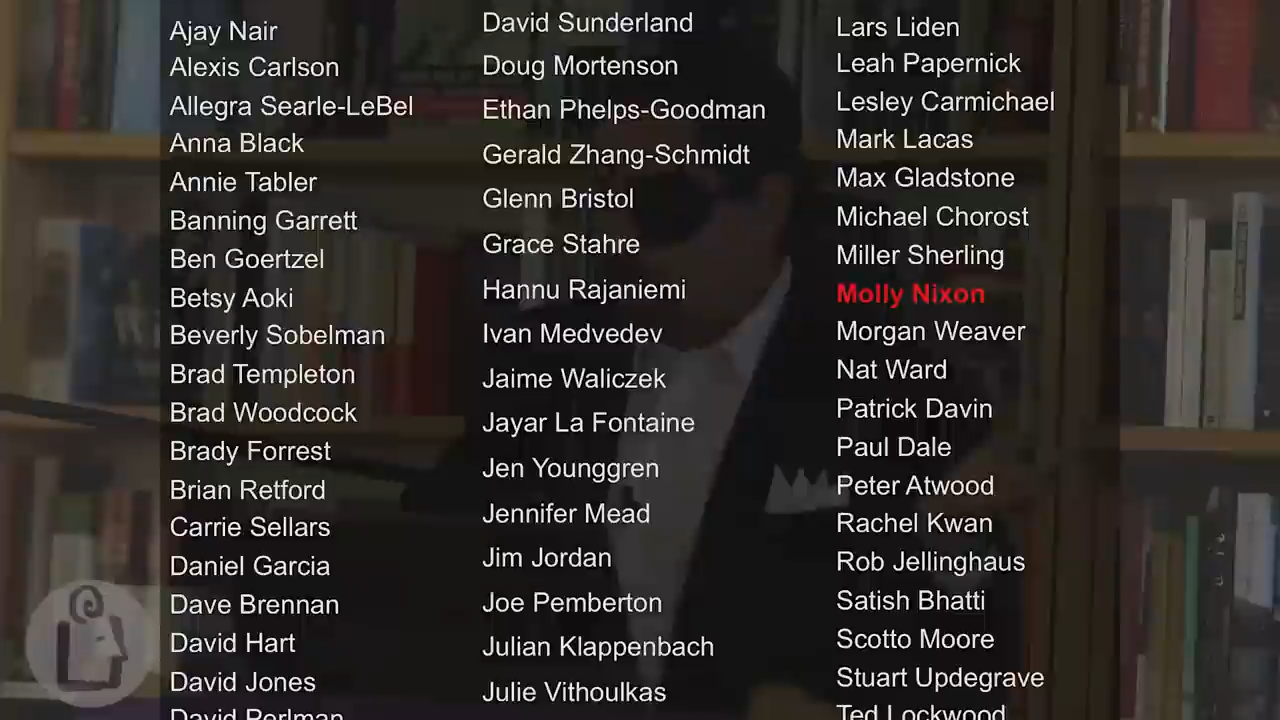 Ajay Nair
Alexis Carlson
Allegra Searle-LeBel
Anna Black
Annie Tabler
Banning Garrett
Ben Goertzel
Betsy Aoki
Beverly Sobelman
Brad Templeton
Brad Woodcock
Brady Forrest
Brian Retford
Carrie Sellars
Daniel Garcia
Dave Brennan
David Hart
David Jones
David Perlman
David Sunderland
Doug Mortenson
Ethan Phelps-Goodman
Gerald Zhang-Schmidt
Glenn Bristol
Grace Stahre
Hannu Rajaniemi
Ivan Medvedev
Jaime Waliczek
Jayar La Fontaine
Jen Younggren
Jennifer Mead
Jim Jordan
Joe Pemberton
Julian Klappenbach
Julie Vithoulkas
Lars Liden
Leah Papernick
Lesley Carmichael
Mark Lacas
Max Gladstone
Michael Chorost
Miller Sherling
Molly Nixon
Morgan Weaver
Nat Ward
Patrick Davin
Paul Dale
Peter Atwood
Rachel Kwan
Rob Jellinghaus
Satish Bhatti
Scotto Moore
Stuart Updegrave
Ted Lockwood